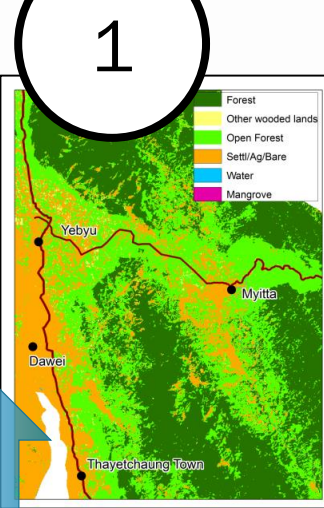 1
Forest
Other wooded lands
Open Forest
Settl/Ag/Bare
Water
Mangrove
Yebyu
Myitta
Dawei
Thayetchaung Town